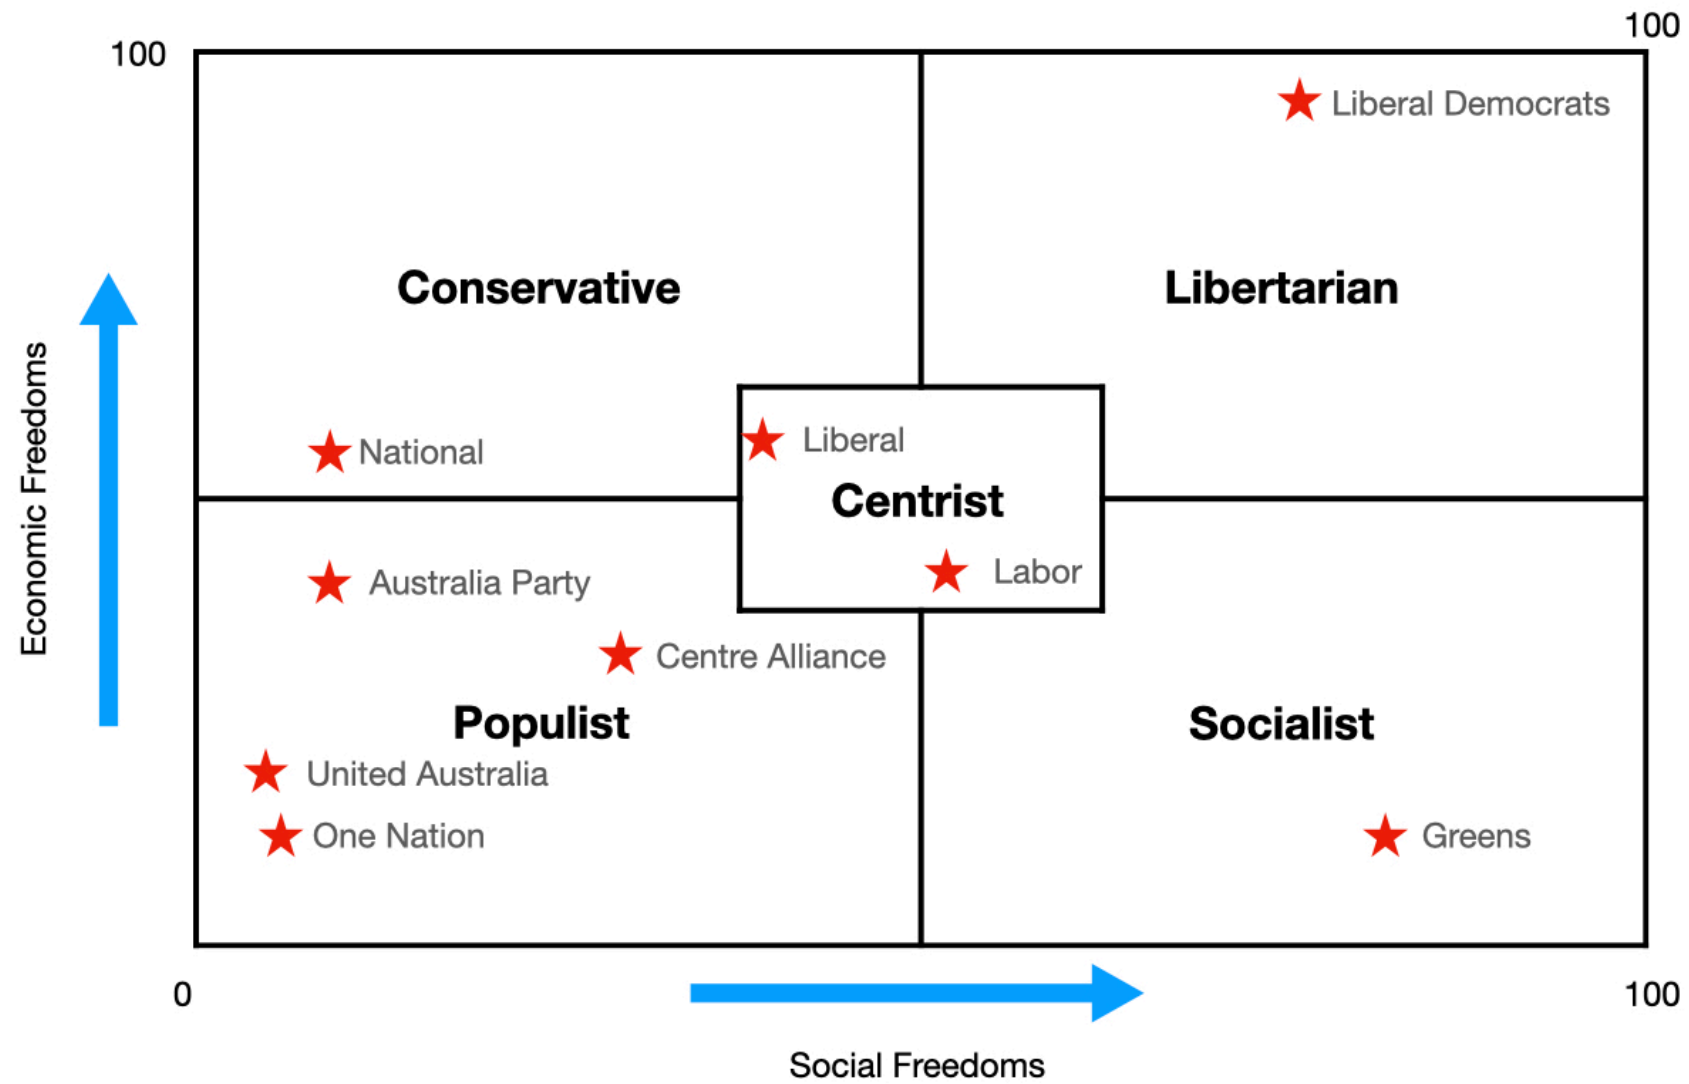 100
100
Liberal Democrats
Conservative
Libertarian
Economic Freedoms
National
Liberal
Centrist
Labor
Australia Party
Centre Alliance
Populist
Socialist
United Australia
One Nation
Greens
0
100
Social Freedoms